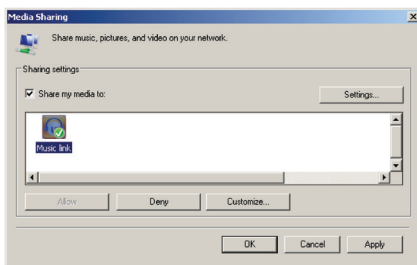 Media Sharing
Share music, pictures, and video on your network.
Sharing settings
Share my media to:
Settings...
Music link
Allow
Deny
Customize...
OK
Cancel
Apply